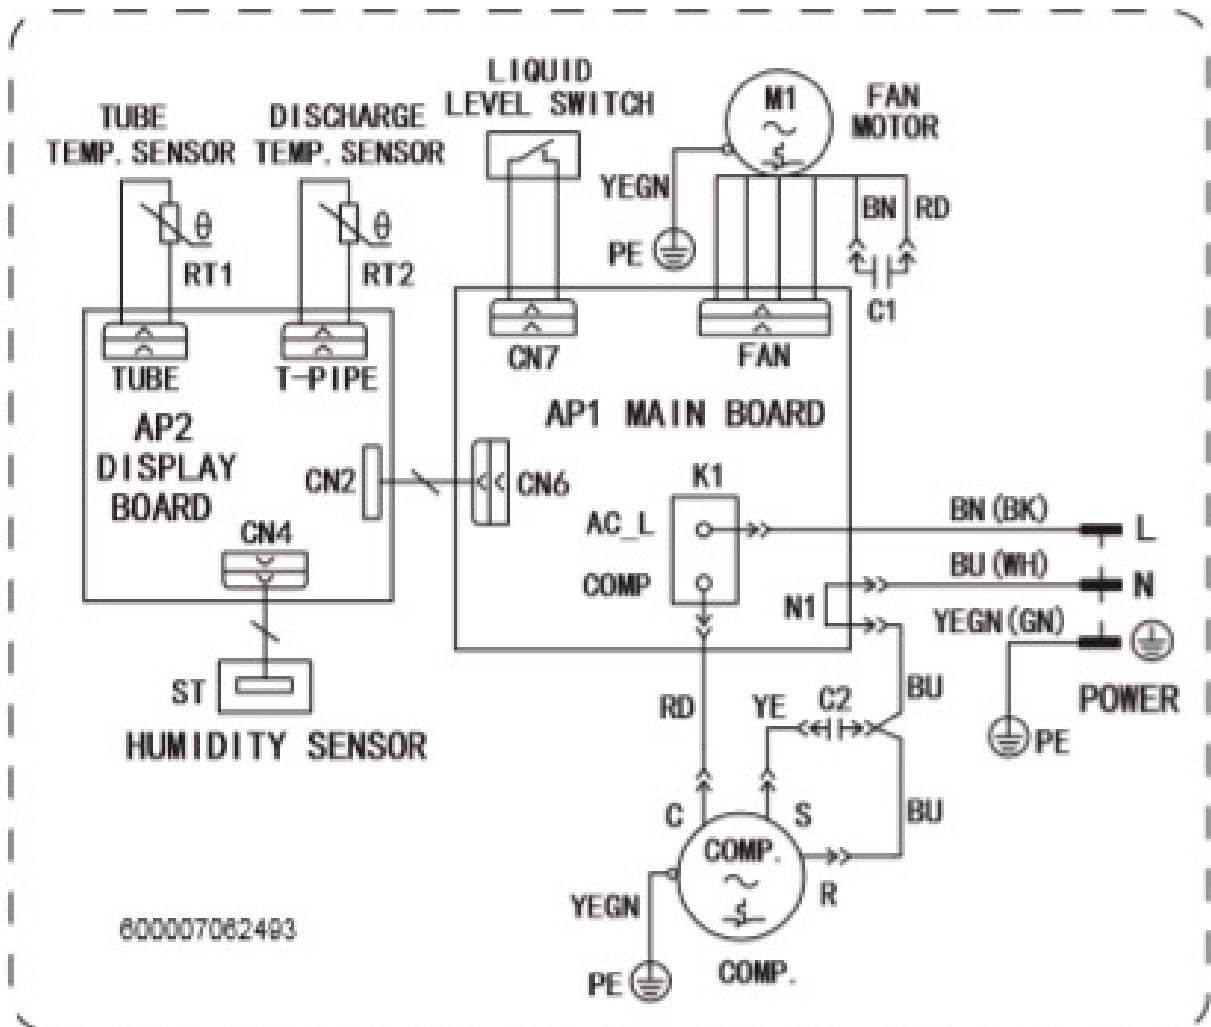 LIQUID
LEVEL SWITCH
TUBE
TEMP. SENSOR
DISCHARGE
TEMP. SENSOR
M1
FAN
MOTOR
YEGN
PE
BN
RD
C1
θ
RT1
θ
RT2
TUBE
T-PIPE
CN7
FAN
AP2
DISPLAY
BOARD
CN2
CN4
AP1 MAIN BOARD
CN6
K1
AC_L
COMP
BN(BK)
L
BU(WH)
N
N1
YEGN(GN)
POWER
PE
ST
HUMIDITY SENSOR
RD
YE
C2
BU
C
S
COMP.
BU
R
YEGN
PE
COMP.
600007062493